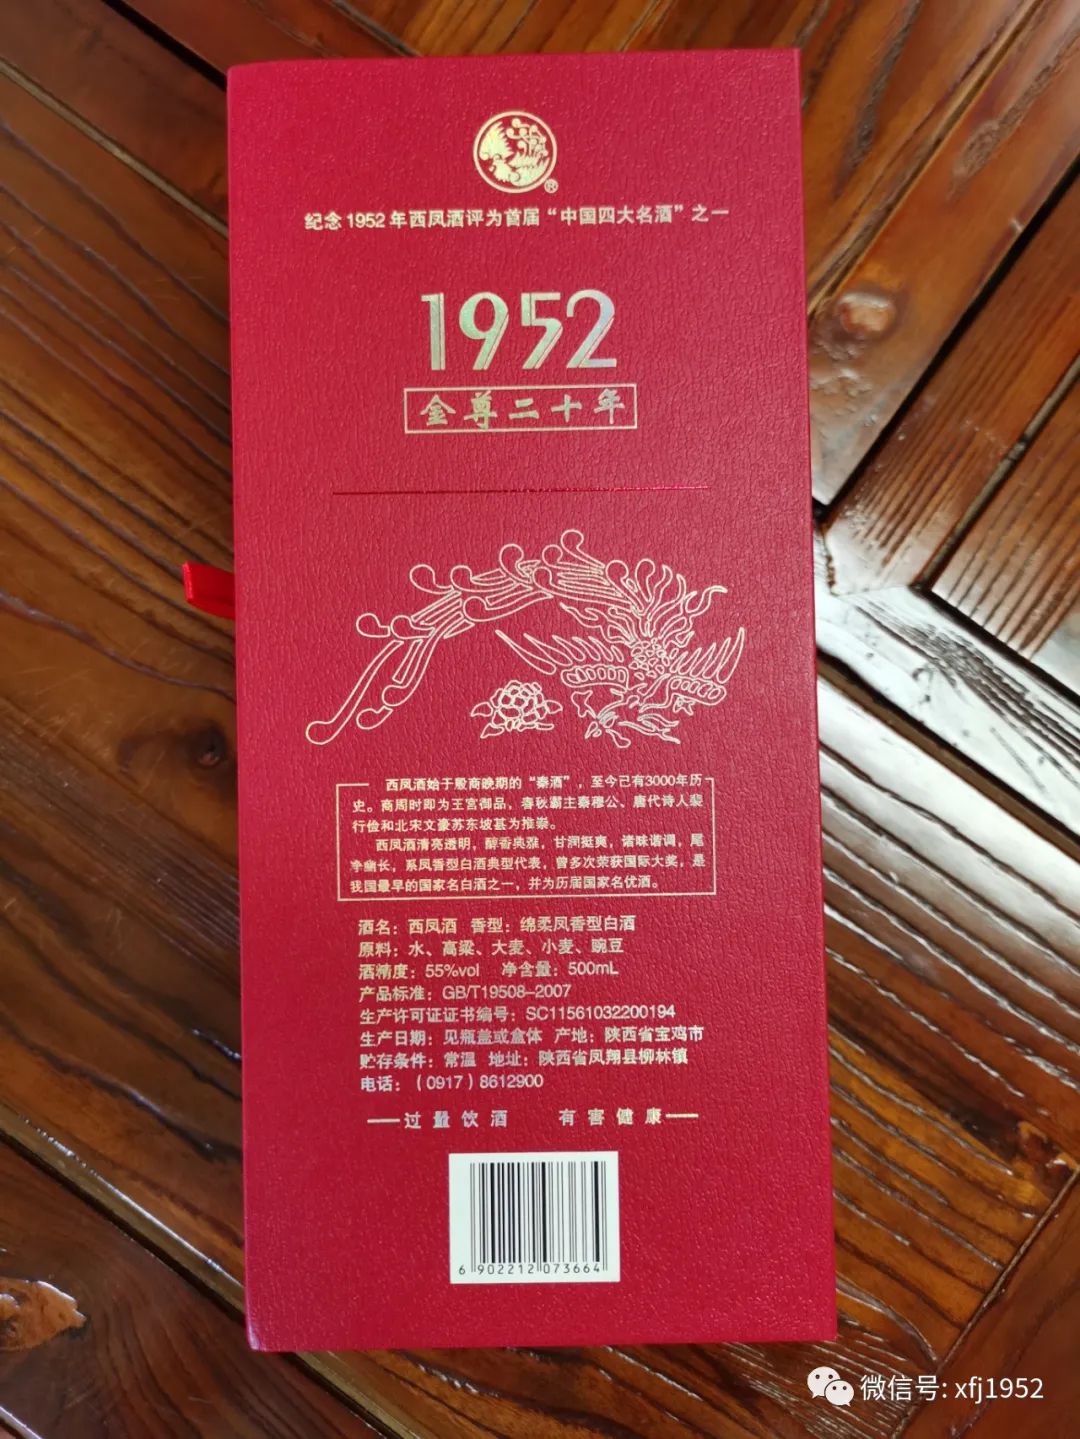 ®
纪念1952年西凤酒评为首届“中国四大名酒”之一
1952
金尊二十年
西凤酒始于殷商晚期的“秦酒”，至今已有3000年历
史。商周时即为王宫御品，春秋霸主秦穆公、唐代诗人裴
行俭和北宋文豪苏东坡甚为推崇。
西凤酒清亮透明，醇香典雅，甘润挺爽，诸味谐调，尾
净幽长，系凤香型白酒典型代表，曾多次荣获国际大奖，是
我国最早的国家名白酒之一，并为历届国家名优酒。
酒名：西凤酒 香型：绵柔凤香型白酒
原料：水、高粱、大麦、小麦、豌豆
酒精度：55%vol 净含量：500mL
产品标准：GB/T19508-2007
生产许可证证书编号：SC11561032200194
生产日期：见瓶盖或盒体 产地：陕西省宝鸡市
贮存条件：常温 地址：陕西省凤翔县柳林镇
电话：（0917）8612900
过量饮酒 有害健康
6 902212 073664
微信号: xfj1952